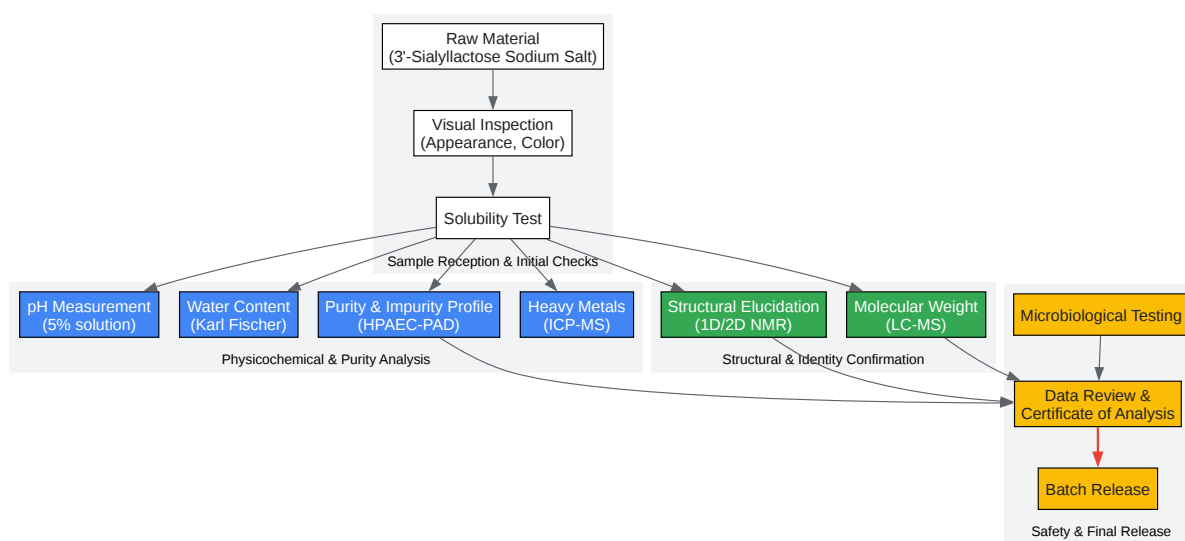 Raw Material
(3'-Sialyllactose Sodium Salt)
Visual Inspection
(Appearance, Color)
Solubility Test
Sample Reception & Initial Checks
pH Measurement
(5% solution)
Water Content
(Karl Fischer)
Purity & Impurity Profile
(HPAEC-PAD)
Heavy Metals
(ICP-MS)
Physicochemical & Purity Analysis
Structural Elucidation
(1D/2D NMR)
Molecular Weight
(LC-MS)
Structural & Identity Confirmation
Microbiological Testing
Data Review &
Certificate of Analysis
Batch Release
Safety & Final Release